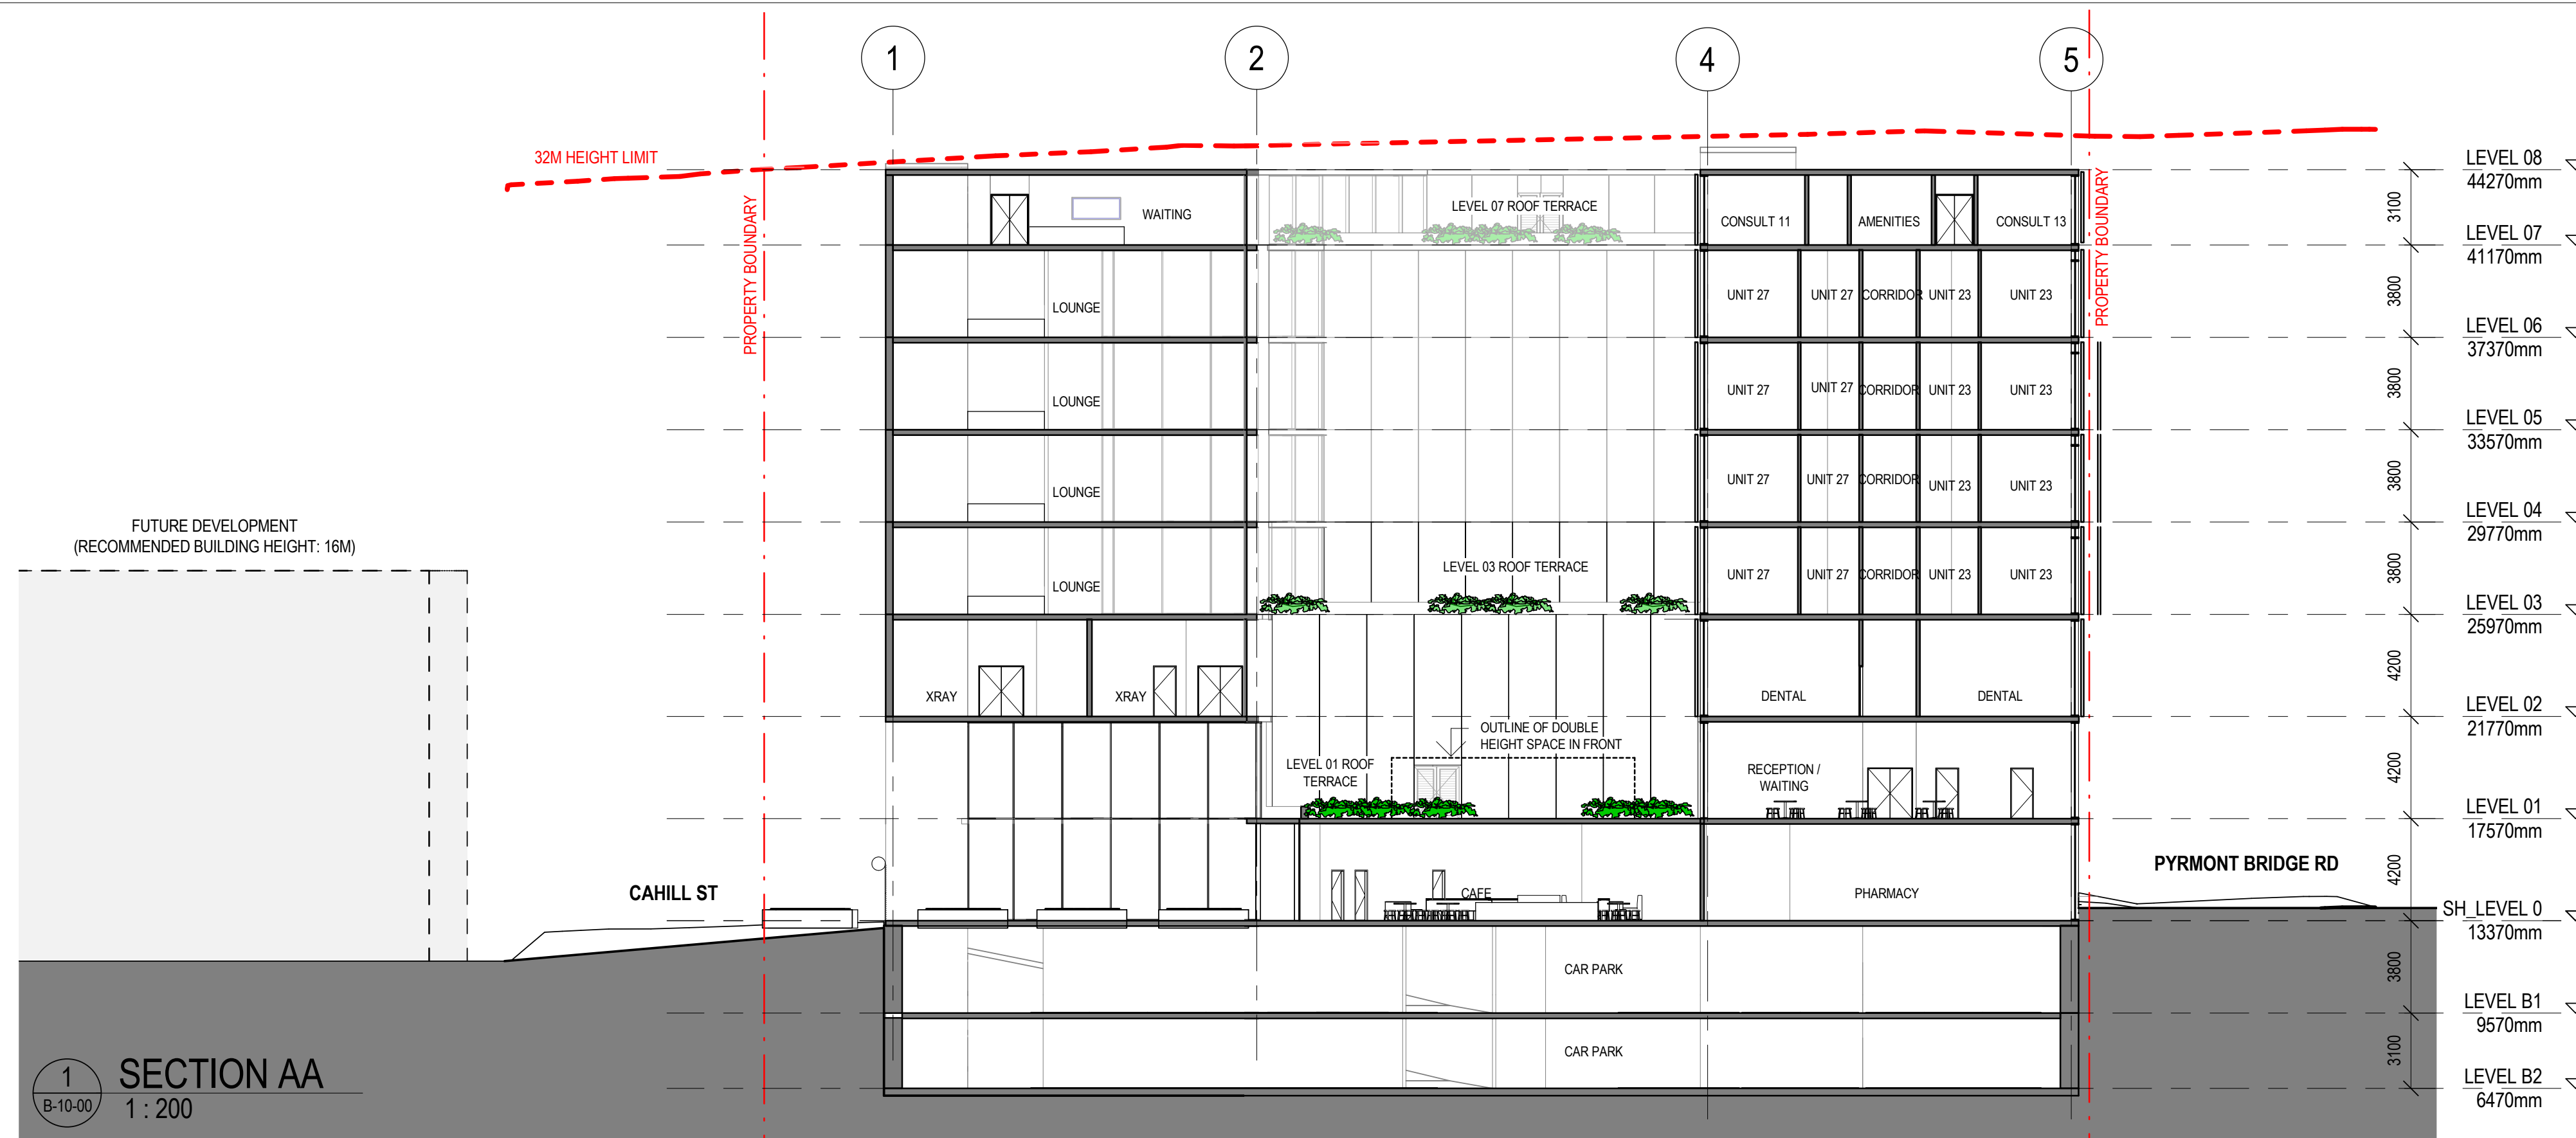 1
2
4
5
32M HEIGHT LIMIT
PROPERTY BOUNDARY
PROPERTY BOUNDARY
LEVEL 08
44270mm
3100
WAITING
LEVEL 07 ROOF TERRACE
CONSULT 11
AMENITIES
CONSULT 13
LEVEL 07
41170mm
3800
LOUNGE
UNIT 27
UNIT 27
CORRIDOR
UNIT 23
UNIT 23
LEVEL 06
37370mm
3800
LOUNGE
UNIT 27
UNIT 27
CORRIDOR
UNIT 23
UNIT 23
LEVEL 05
33570mm
3800
LOUNGE
UNIT 27
UNIT 27
CORRIDOR
UNIT 23
UNIT 23
LEVEL 04
29770mm
3800
FUTURE DEVELOPMENT
(RECOMMENDED BUILDING HEIGHT: 16M)
LOUNGE
LEVEL 03 ROOF TERRACE
UNIT 27
UNIT 27
CORRIDOR
UNIT 23
UNIT 23
LEVEL 03
25970mm
4200
XRAY
XRAY
DENTAL
DENTAL
LEVEL 02
21770mm
4200
OUTLINE OF DOUBLE
HEIGHT SPACE IN FRONT
LEVEL 01 ROOF
TERRACE
RECEPTION /
WAITING
LEVEL 01
17570mm
4200
CAHILL ST
CAFE
PHARMACY
PYRMONT BRIDGE RD
SH_LEVEL 0
13370mm
3800
CAR PARK
LEVEL B1
9570mm
3100
CAR PARK
LEVEL B2
6470mm
1
B-10-00
SECTION AA
1 : 200